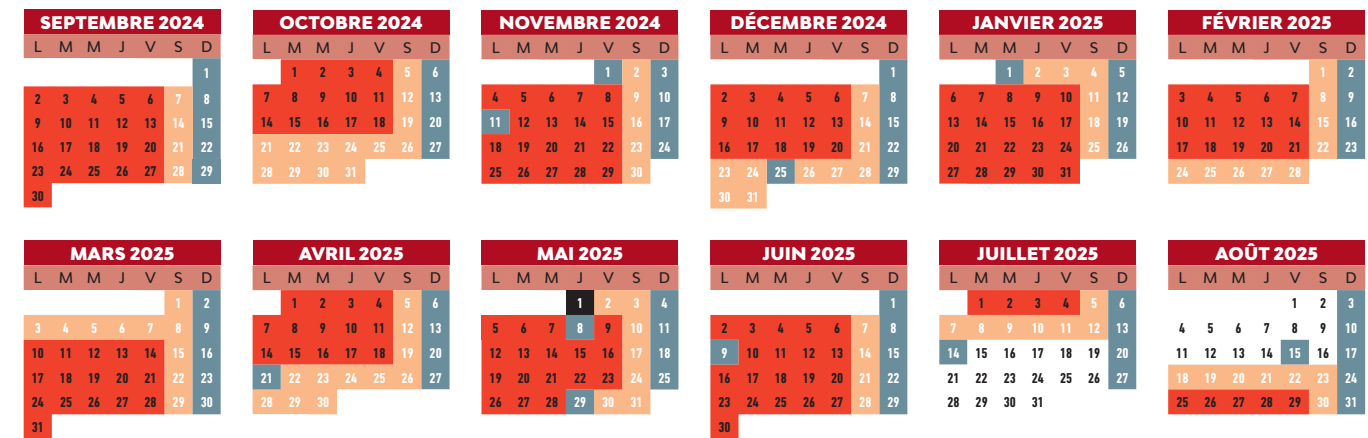 SEPTEMBRE 2024
L M M J V S D
1
2 3 4 5 6 7 8
9 10 11 12 13 14 15
16 17 18 19 20 21 22
23 24 25 26 27 28 29
30
OCTOBRE 2024
L M M J V S D
1 2 3 4 5 6
7 8 9 10 11 12 13
14 15 16 17 18 19 20
21 22 23 24 25 26 27
28 29 30 31
NOVEMBRE 2024
L M M J V S D
1 2 3
4 5 6 7 8 9 10
11 12 13 14 15 16 17
18 19 20 21 22 23 24
25 26 27 28 29 30
DÉCEMBRE 2024
L M M J V S D
1
2 3 4 5 6 7 8
9 10 11 12 13 14 15
16 17 18 19 20 21 22
23 24 25 26 27 28 29
30 31
JANVIER 2025
L M M J V S D
1 2 3 4 5
6 7 8 9 10 11 12
13 14 15 16 17 18 19
20 21 22 23 24 25 26
27 28 29 30 31
FÉVRIER 2025
L M M J V S D
1 2
3 4 5 6 7 8 9
10 11 12 13 14 15 16
17 18 19 20 21 22 23
24 25 26 27 28
MARS 2025
L M M J V S D
1 2
3 4 5 6 7 8 9
10 11 12 13 14 15 16
17 18 19 20 21 22 23
24 25 26 27 28 29 30
31
AVRIL 2025
L M M J V S D
1 2 3 4 5 6
7 8 9 10 11 12 13
14 15 16 17 18 19 20
21 22 23 24 25 26 27
28 29 30
MAI 2025
L M M J V S D
1 2 3 4
5 6 7 8 9 10 11
12 13 14 15 16 17 18
19 20 21 22 23 24 25
26 27 28 29 30 31
JUIN 2025
L M M J V S D
1
2 3 4 5 6 7 8
9 10 11 12 13 14 15
16 17 18 19 20 21 22
23 24 25 26 27 28 29
30
JUILLET 2025
L M M J V S D
1 2 3 4 5 6
7 8 9 10 11 12 13
14 15 16 17 18 19 20
21 22 23 24 25 26 27
28 29 30 31
AOÛT 2025
L M M J V S D
1 2 3
4 5 6 7 8 9 10
11 12 13 14 15 16 17
18 19 20 21 22 23 24
25 26 27 28 29 30 31